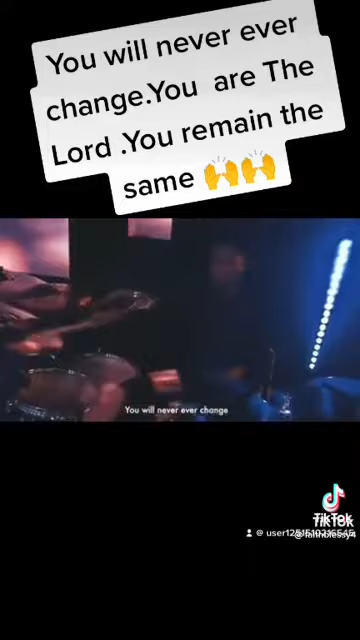 You will never ever
change.You are The
Lord .You remain the
same 🙌🙌
You will never ever change
TikTok